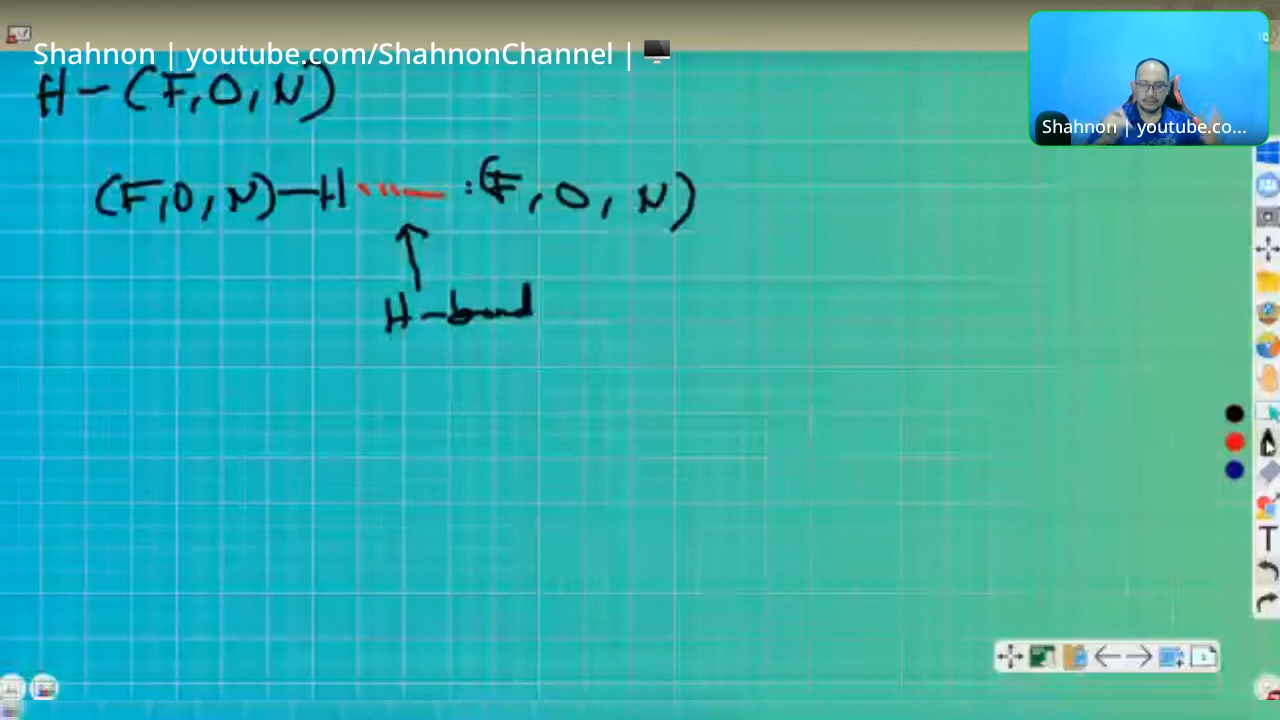 Shahnon | youtube.com/ShahnonChannel |
H-(F,O,N)
Shahnon | youtube.co...
(F,O,N)-H ---- :(F, O, N)
H-bond
T